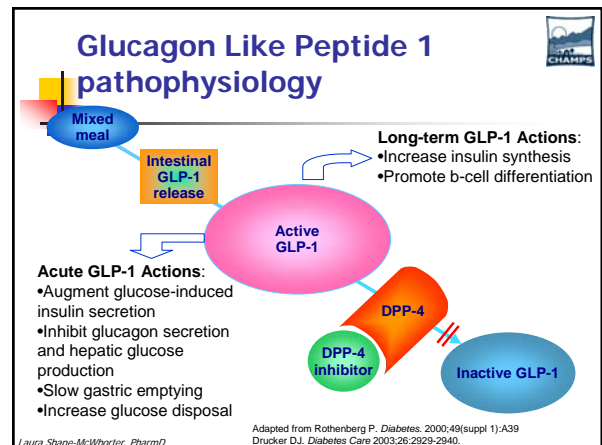 Glucagon Like Peptide 1
pathophysiology
CHAMPS
Mixed
meal
Intestinal
GLP-1
release
Long-term GLP-1 Actions:
•Increase insulin synthesis
•Promote b-cell differentiation
Active
GLP-1
Acute GLP-1 Actions:
•Augment glucose-induced
insulin secretion
•Inhibit glucagon secretion
and hepatic glucose
production
•Slow gastric emptying
•Increase glucose disposal
DPP-4
DPP-4
inhibitor
Inactive GLP-1
Adapted from Rothenberg P. Diabetes. 2000;49(suppl 1):A39
Drucker DJ. Diabetes Care 2003;26:2929-2940.
Laura Shane-McWhorter, PharmD